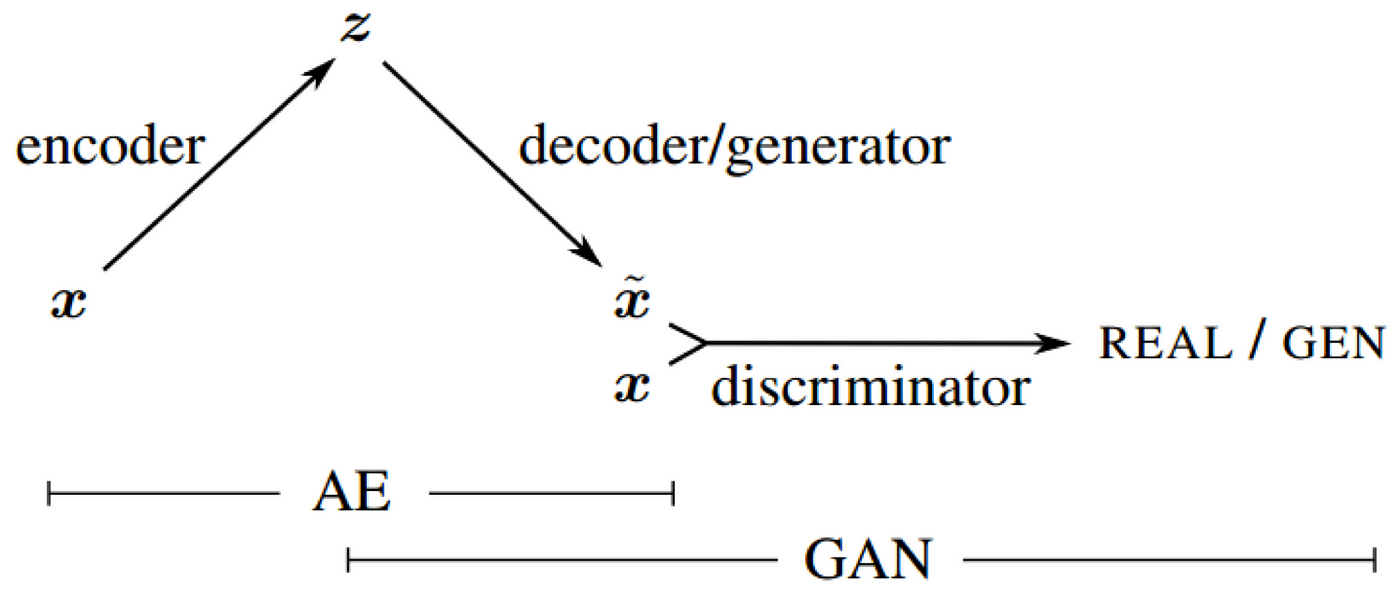 z
encoder
decoder/generator
x
x̃
x
REAL / GEN
discriminator
AE
GAN